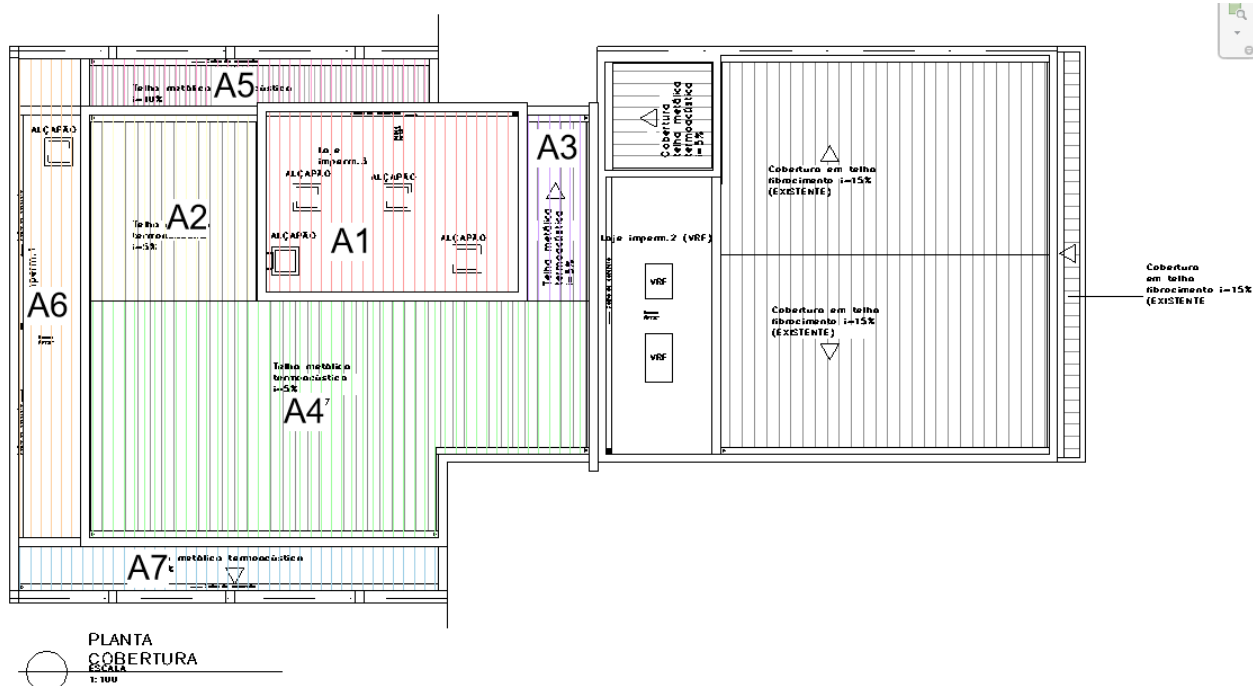 A5
Telha metálica termoacústica
i=10%
ALÇAPÃO
A6
A2
i=5%
Laje
imperm.3
ALÇAPÃO
ALÇAPÃO
ALÇAPÃO
A1
ALÇAPÃO
A3
Telha metálica
termoacústica
i=5%
Telha metálica
termoacústica
i=5%
A4
7
A7
metálica termoacústica
Cobertura
telha metálica
termoacústica
i=5%
Laje imperm.2 (VRF)
VRF
VRF
Cobertura em telha
fibrocimento i=15%
(EXISTENTE)
Cobertura em telha
fibrocimento i=15%
(EXISTENTE)
Cobertura
em telha
fibrocimento i=15%
(EXISTENTE
PLANTA
COBERTURA
ESCALA
1:100